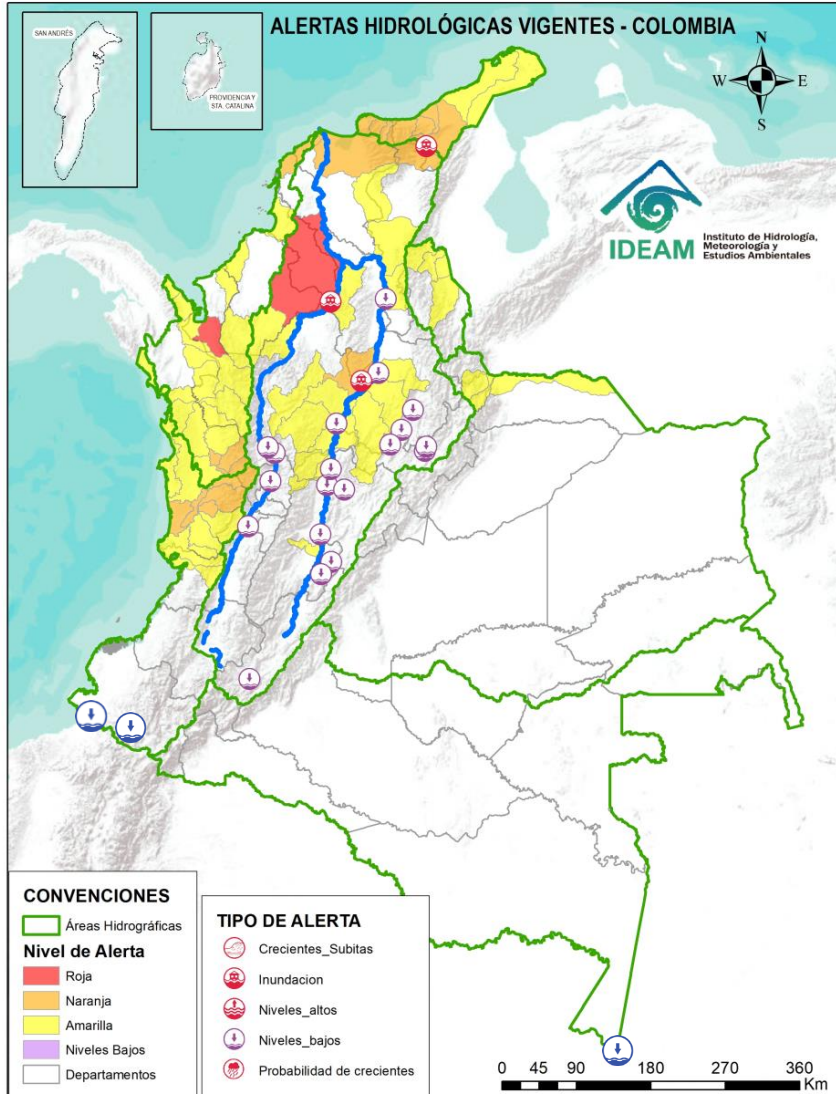 ALERTAS HIDROLÓGICAS VIGENTES - COLOMBIA
SAN ANDRÉS
PROVIDENCIA Y
STA. CATALINA
N
W
E
S
IDEAM
Instituto de Hidrología,
Meteorología y
Estudios Ambientales
CONVENCIONES
Áreas Hidrográficas
Nivel de Alerta
Roja
Naranja
Amarilla
Niveles Bajos
Departamentos
TIPO DE ALERTA
Crecientes_Subitas
Inundacion
Niveles_altos
Niveles_bajos
Probabilidad de crecientes
0 45 90 180 270 360
Km